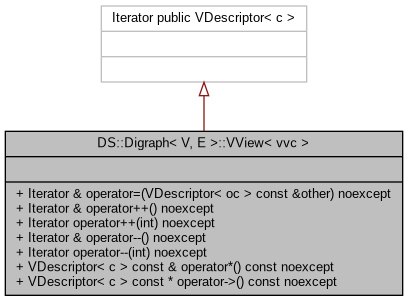 Iterator public VDescriptor< c >
DS::Digraph< V, E >::VView< vvc >
+ Iterator & operator=(VDescriptor< oc > const &other) noexcept
+ Iterator & operator++() noexcept
+ Iterator operator++(int) noexcept
+ Iterator & operator--() noexcept
+ Iterator operator--(int) noexcept
+ VDescriptor< c > const & operator*() const noexcept
+ VDescriptor< c > const * operator->() const noexcept